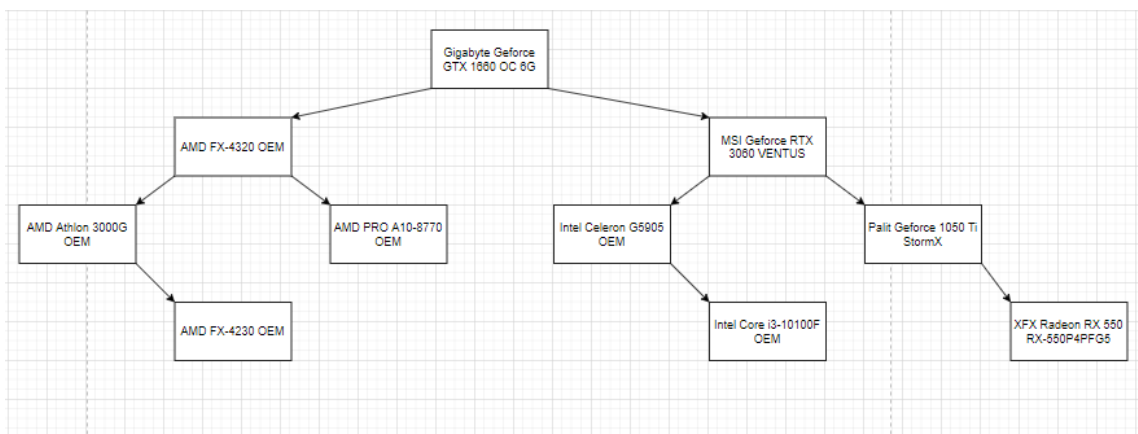 Gigabyte Geforce
GTX 1660 OC 6G
AMD FX-4320 OEM
MSI Geforce RTX
3060 VENTUS
AMD Athlon 3000G
OEM
AMD PRO A10-8770
OEM
Intel Celeron G5905
OEM
Palit Geforce 1050 Ti
StormX
AMD FX-4230 OEM
Intel Core i3-10100F
OEM
XFX Radeon RX 550
RX-550P4PFG5